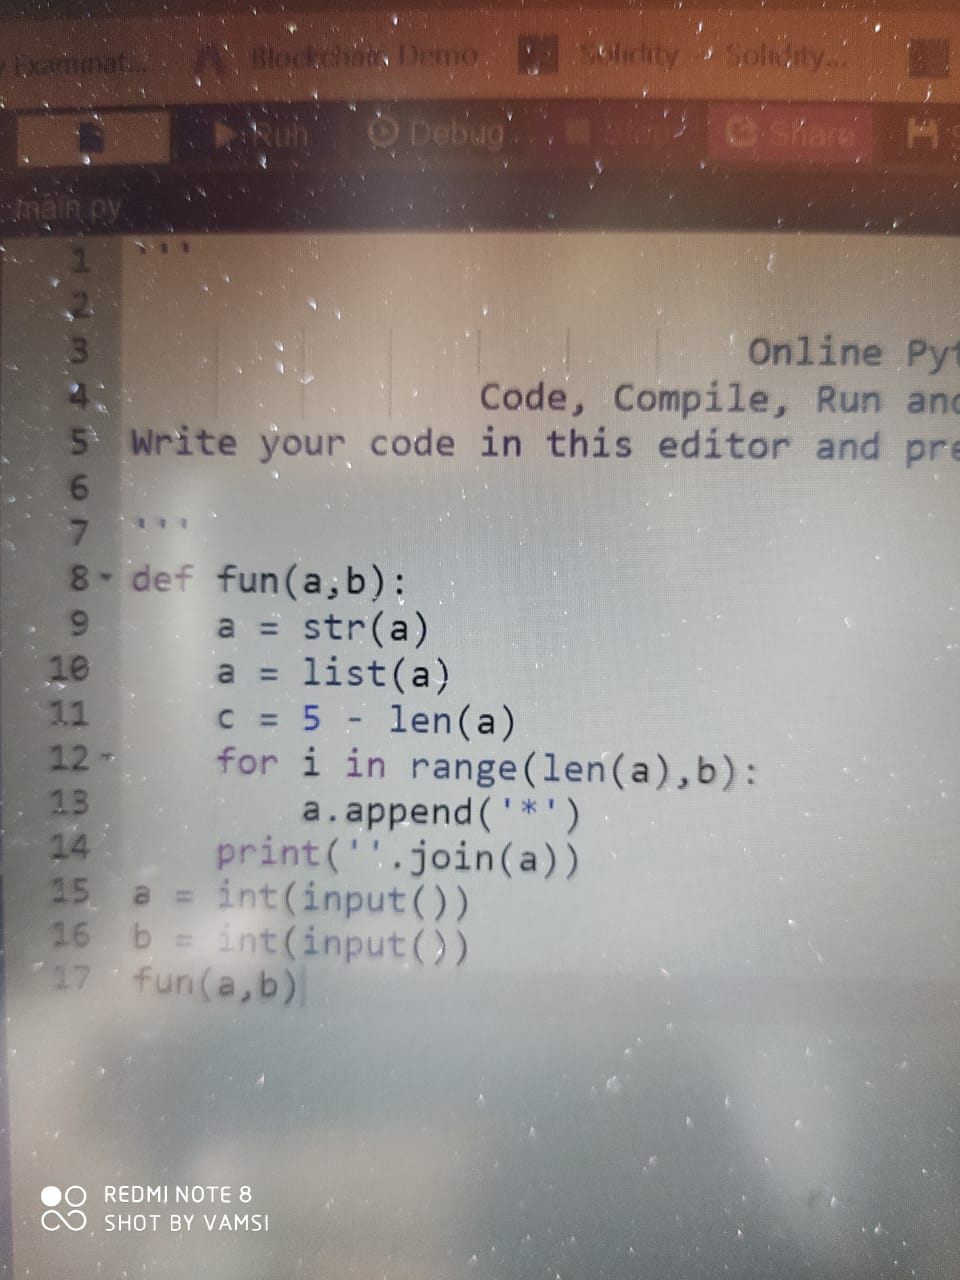 Examinat...
Blockchain Demo
Solidity — Solidity...
Run
Debug
Stop
Share
main.py
1 '''
2
3 Online Pyt
4 Code, Compile, Run and
5 Write your code in this editor and pre
6
7 '''
8 def fun(a,b):
9 a = str(a)
10 a = list(a)
11 c = 5 - len(a)
12 for i in range(len(a),b):
13 a.append('*')
14 print(''.join(a))
15 a = int(input())
16 b = int(input())
17 fun(a,b)
REDMI NOTE 8
SHOT BY VAMSI